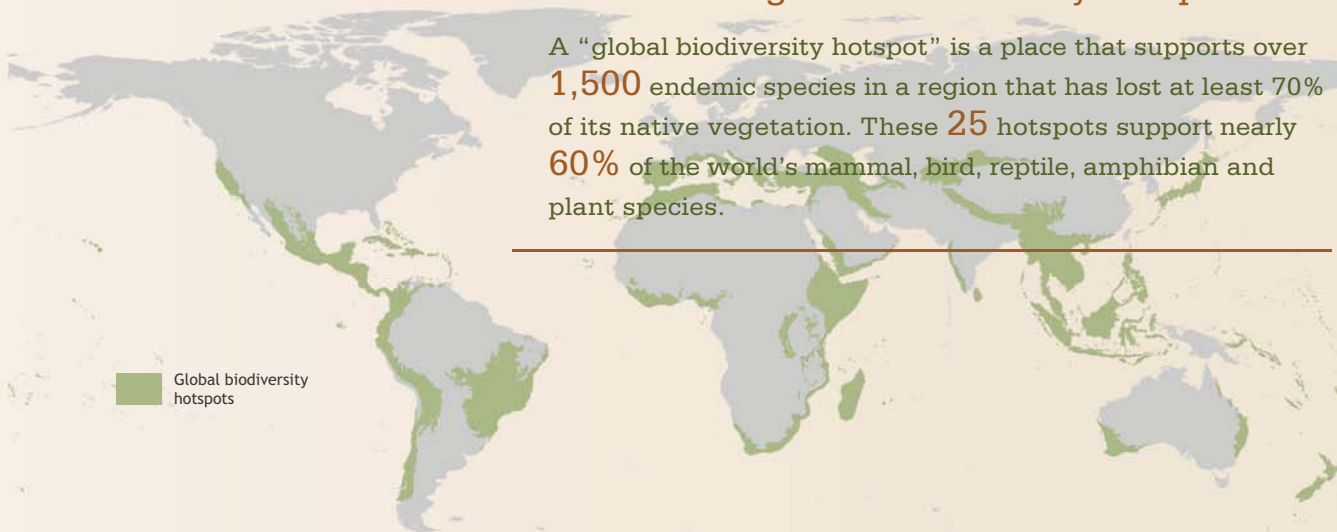 A “global biodiversity hotspot” is a place that supports over
1,500 endemic species in a region that has lost at least 70%
of its native vegetation. These 25 hotspots support nearly
60% of the world’s mammal, bird, reptile, amphibian and
plant species.
Global biodiversity
hotspots